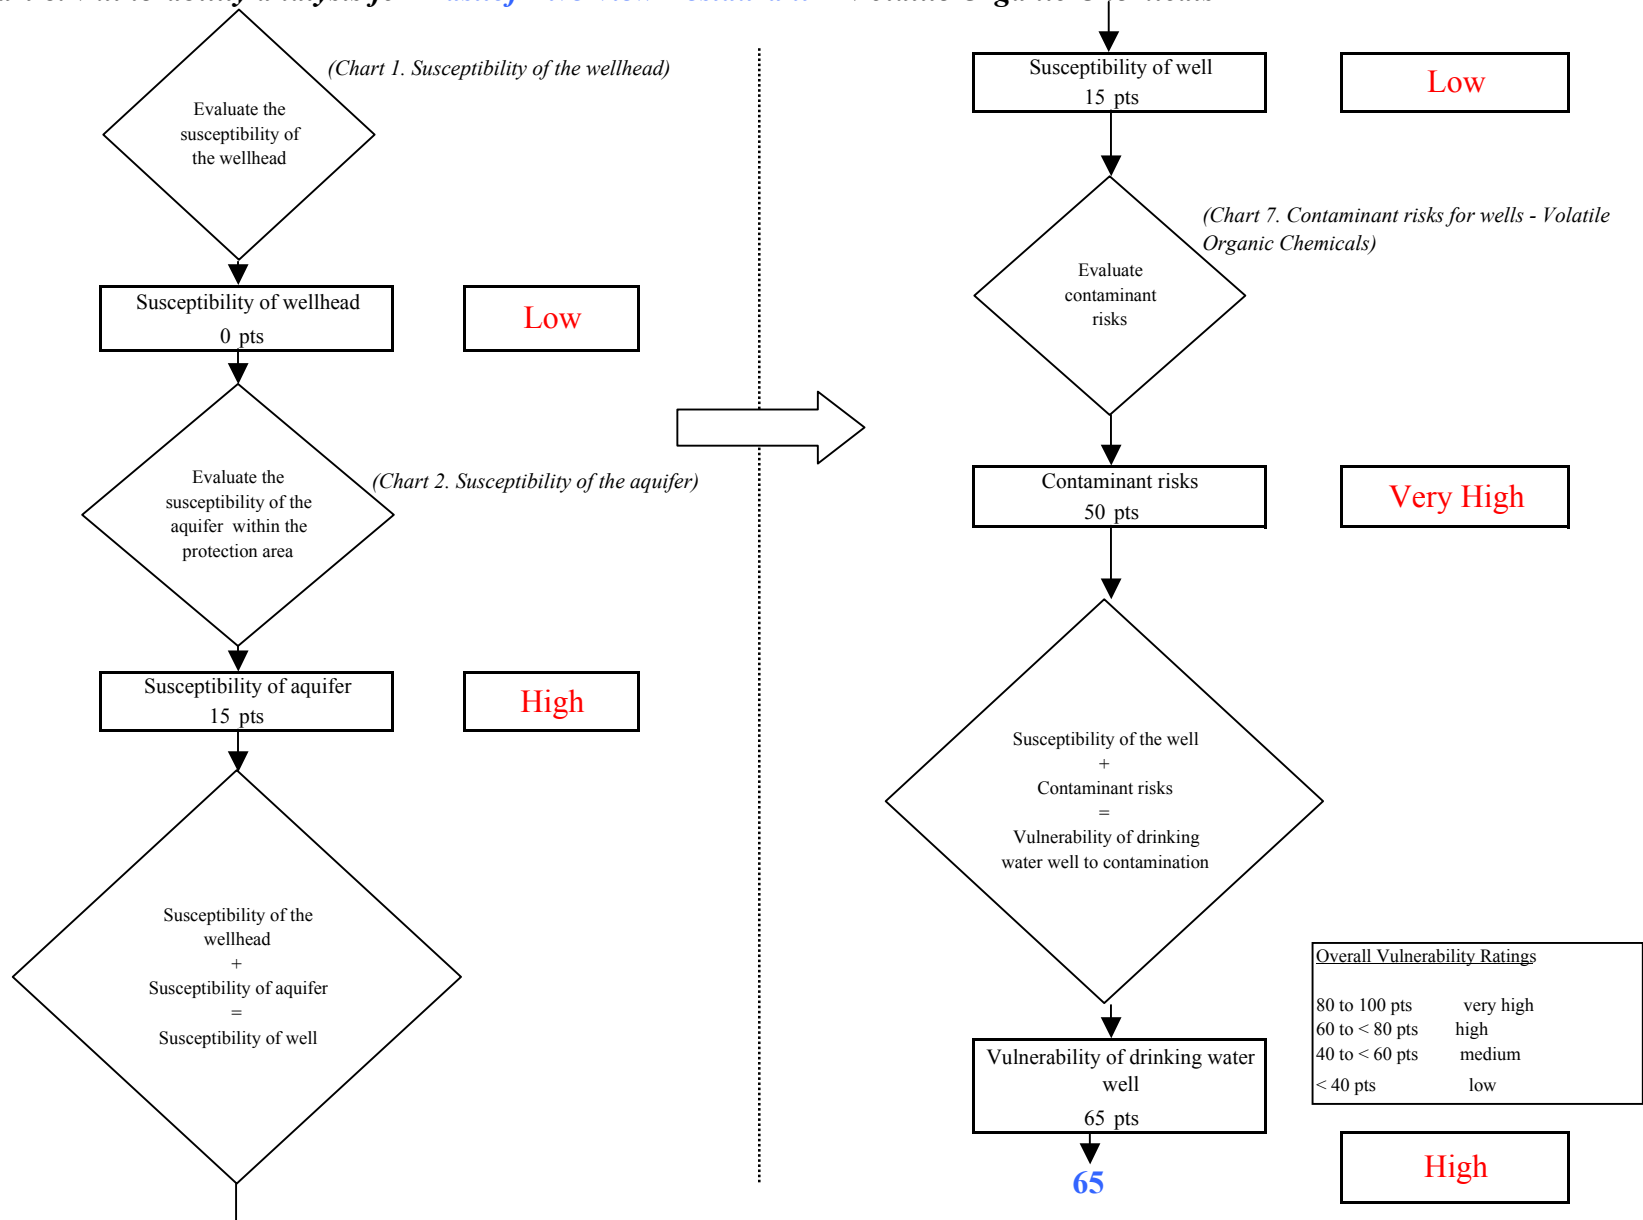 (Chart 1. Susceptibility of the wellhead)
Evaluate the
susceptibility of
the wellhead
Susceptibility of wellhead
0 pts
Low
Evaluate the
susceptibility of the
aquifer within the
protection area
(Chart 2. Susceptibility of the aquifer)
Susceptibility of aquifer
15 pts
High
Susceptibility of the
wellhead
+
Susceptibility of aquifer
=
Susceptibility of well
Susceptibility of well
15 pts
Low
(Chart 7. Contaminant risks for wells - Volatile
Organic Chemicals)
Evaluate
contaminant
risks
Contaminant risks
50 pts
Very High
Susceptibility of the well
+
Contaminant risks
=
Vulnerability of drinking
water well to contamination
Overall Vulnerability Ratings
80 to 100 pts very high
60 to < 80 pts high
40 to < 60 pts medium
< 40 pts low
Vulnerability of drinking water
well
65 pts
65
High